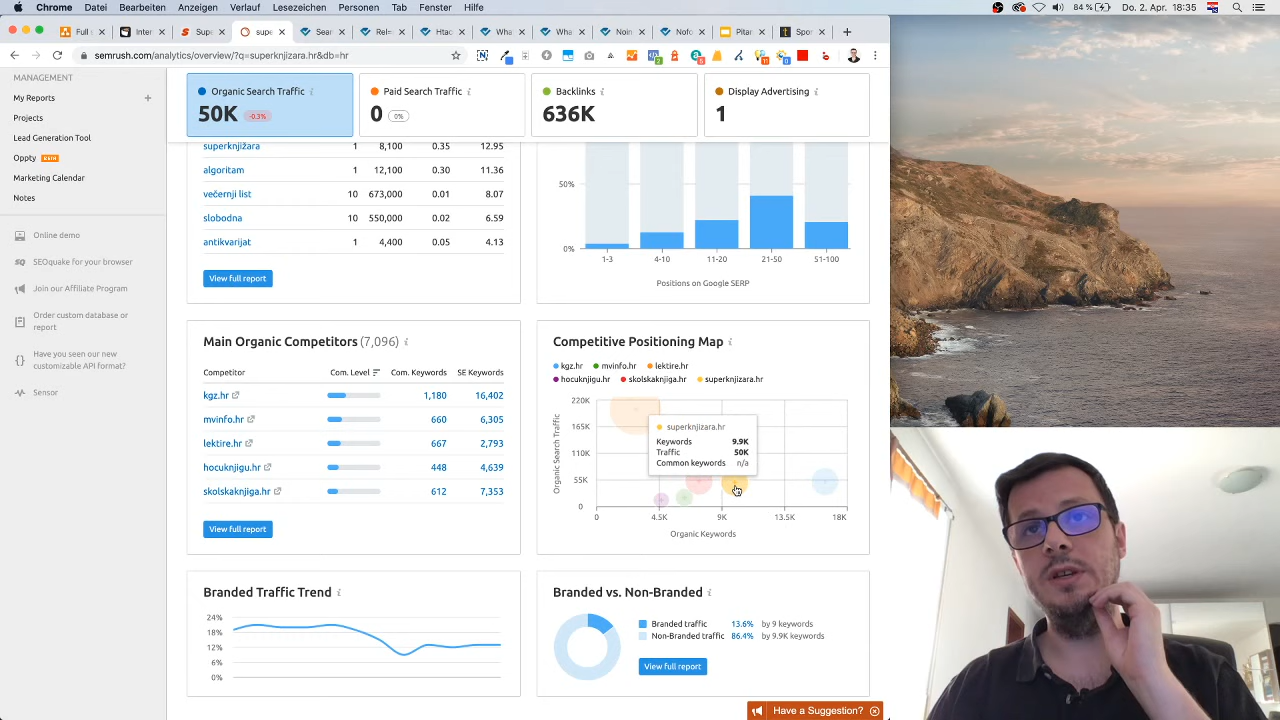 Chrome Datei Bearbeiten Anzeigen Verlauf Lesezeichen Personen Tab Fenster Hilfe 84 % Do. 2. Apr. 18:35
Full Inter supe Sea Rele Htac Wha Wha Noin Nofo Pitar Spor
semrush.com/analytics/overview/?q=superknjizara.hr&db=hr
MANAGEMENT
My Reports +
Projects
Lead Generation Tool
Oppty BETA
Marketing Calendar
Notes
Online demo
SEOquake for your browser
Join our Affiliate Program
Order custom database or
report
Have you seen our new
customizable API format?
Sensor
Organic Search Traffic
50K -0.3%
Paid Search Traffic
0 0%
Backlinks
636K
Display Advertising
1
superknjižara 1 8,100 0.35 12.95
algoritam 1 12,100 0.30 11.36
večernji list 10 673,000 0.01 8.07
slobodna 10 550,000 0.02 6.59
antikvarijat 1 4,400 0.05 4.13
View full report
50%
0%
1-3 4-10 11-20 21-50 51-100
Positions on Google SERP
Main Organic Competitors (7,096)
Competitor Com. Level Com. Keywords SE Keywords
kgz.hr 1,180 16,402
mvinfo.hr 660 6,305
lektire.hr 667 2,793
hocuknjigu.hr 448 4,639
skolskaknjiga.hr 612 7,353
View full report
Competitive Positioning Map
kgz.hr mvinfo.hr lektire.hr
hocuknjigu.hr skolskaknjiga.hr superknjizara.hr
Organic Search Traffic
220K
165K
110K
55K
0
superknjizara.hr
Keywords 9.9K
Traffic 50K
Common keywords n/a
0 4.5K 9K 13.5K 18K
Organic Keywords
Branded Traffic Trend
24%
18%
12%
6%
0%
Branded vs. Non-Branded
Branded traffic 13.6% by 9 keywords
Non-Branded traffic 86.4% by 9.9K keywords
View full report
Have a Suggestion?